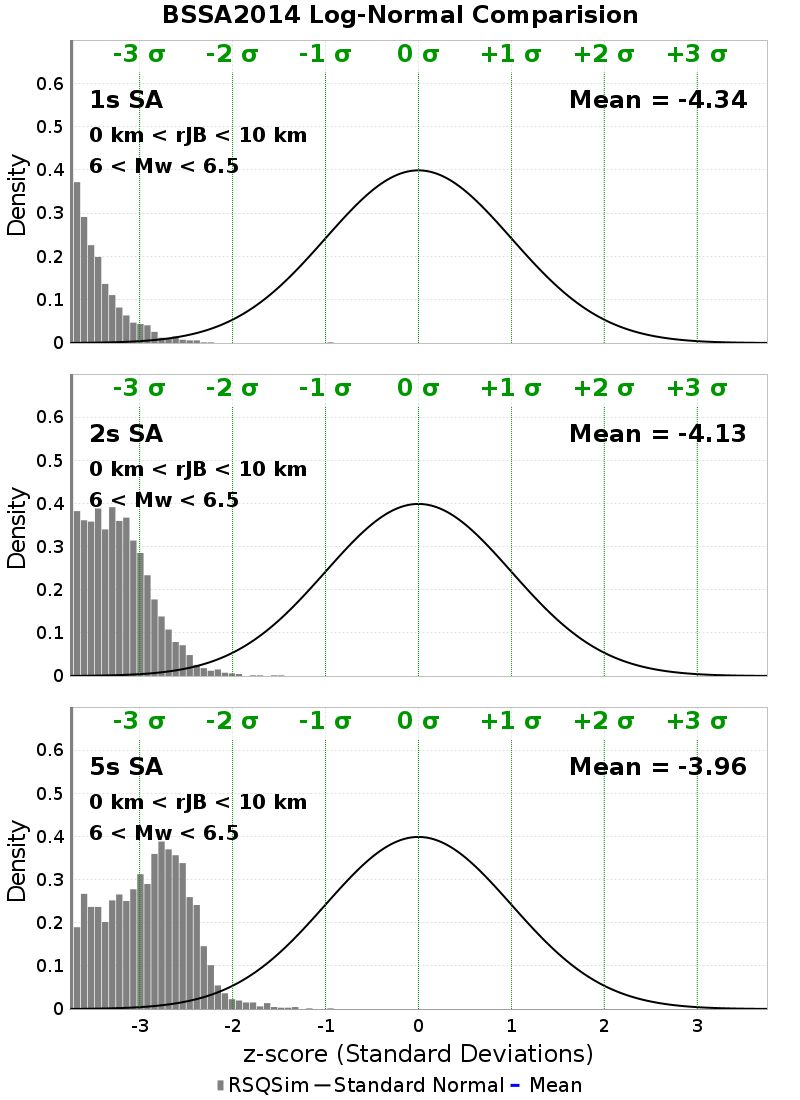 BSSA2014 Log-Normal Comparision
-3 σ -2 σ -1 σ 0 σ +1 σ +2 σ +3 σ
1s SA Mean = -4.34
0 km < rJB < 10 km
6 < Mw < 6.5
Density
0.6
0.5
0.4
0.3
0.2
0.1
0
-3 σ -2 σ -1 σ 0 σ +1 σ +2 σ +3 σ
2s SA Mean = -4.13
0 km < rJB < 10 km
6 < Mw < 6.5
Density
0.6
0.5
0.4
0.3
0.2
0.1
0
-3 σ -2 σ -1 σ 0 σ +1 σ +2 σ +3 σ
5s SA Mean = -3.96
0 km < rJB < 10 km
6 < Mw < 6.5
Density
0.6
0.5
0.4
0.3
0.2
0.1
0
-3 -2 -1 0 1 2 3
z-score (Standard Deviations)
RSQSim Standard Normal Mean